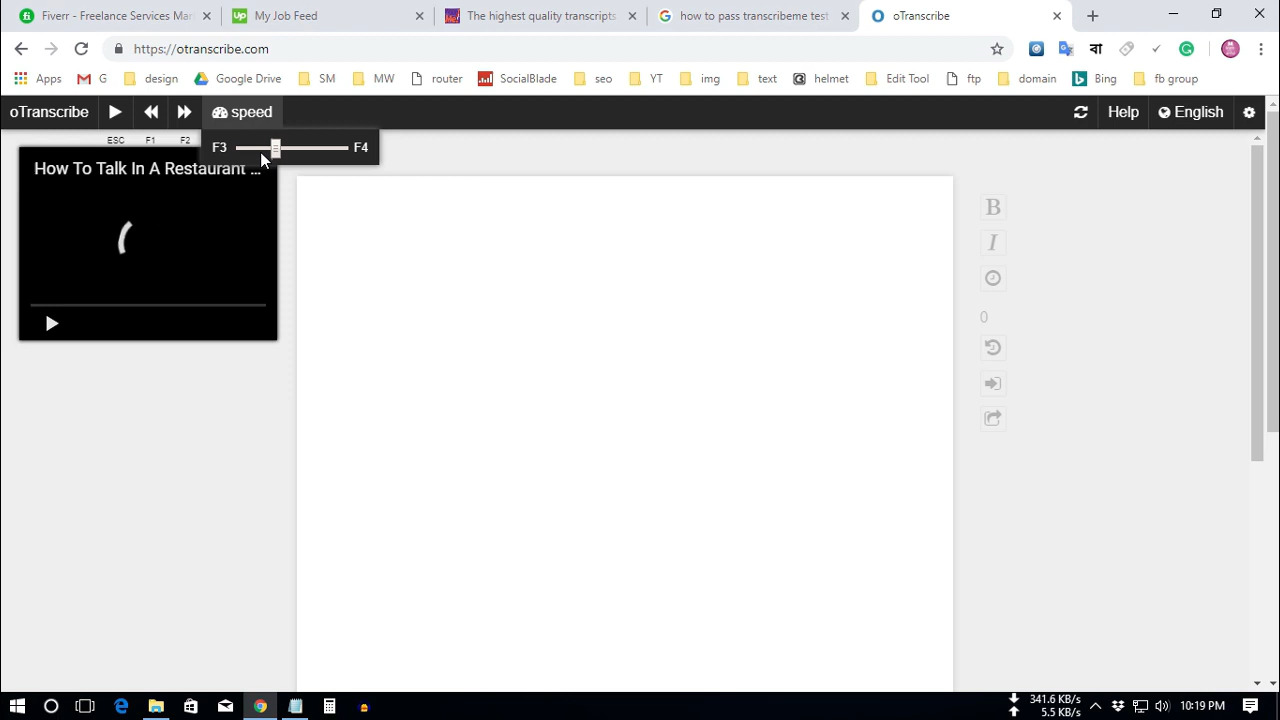 Fiverr - Freelance Services Ma
My Job Feed
The highest quality transcripts
how to pass transcribeme test
oTranscribe
https://otranscribe.com
বা
Apps
G
design
Google Drive
SM
MW
router
SocialBlade
seo
YT
img
text
helmet
Edit Tool
ftp
domain
Bing
fb group
oTranscribe
speed
Help
English
ESC
F1
F2
F3
F4
How To Talk In A Restaurant ...
B
I
0
341.6 KB/s
5.5 KB/s
10:19 PM